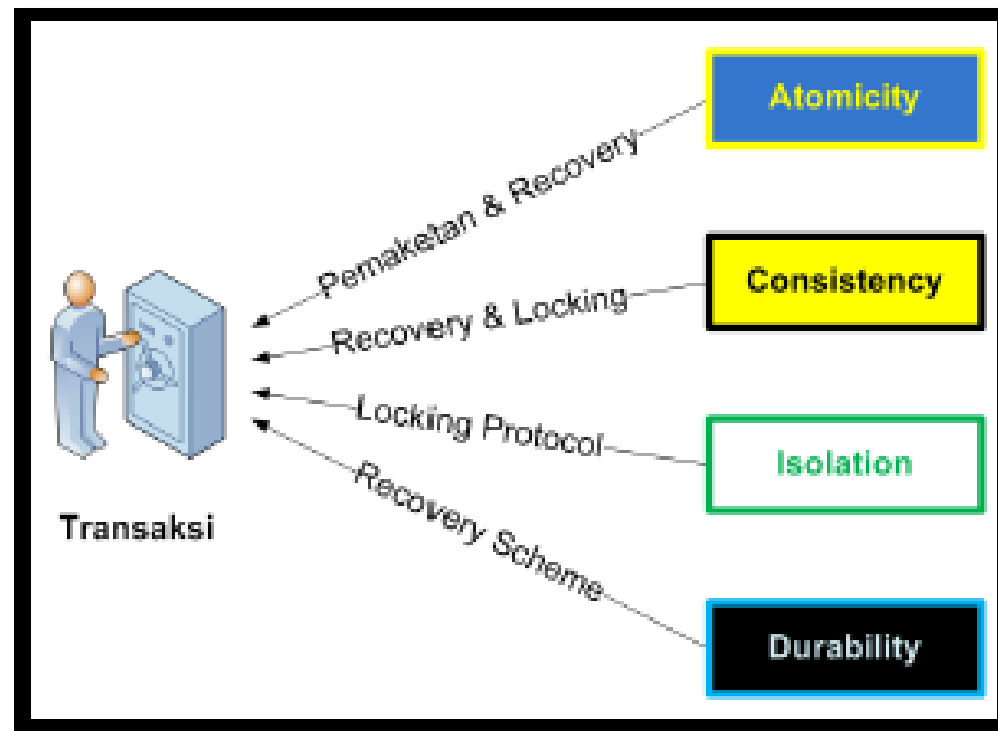 Atomicity
Pemaketan & Recovery
Consistency
Recovery & Locking
Locking Protocol
Isolation
Recovery Scheme
Transaksi
Durability